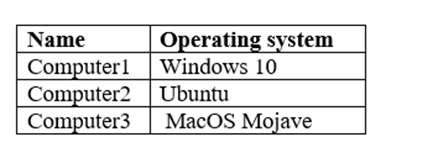 Name Operating system
Computer1 Windows 10
Computer2 Ubuntu
Computer3 MacOS Mojave